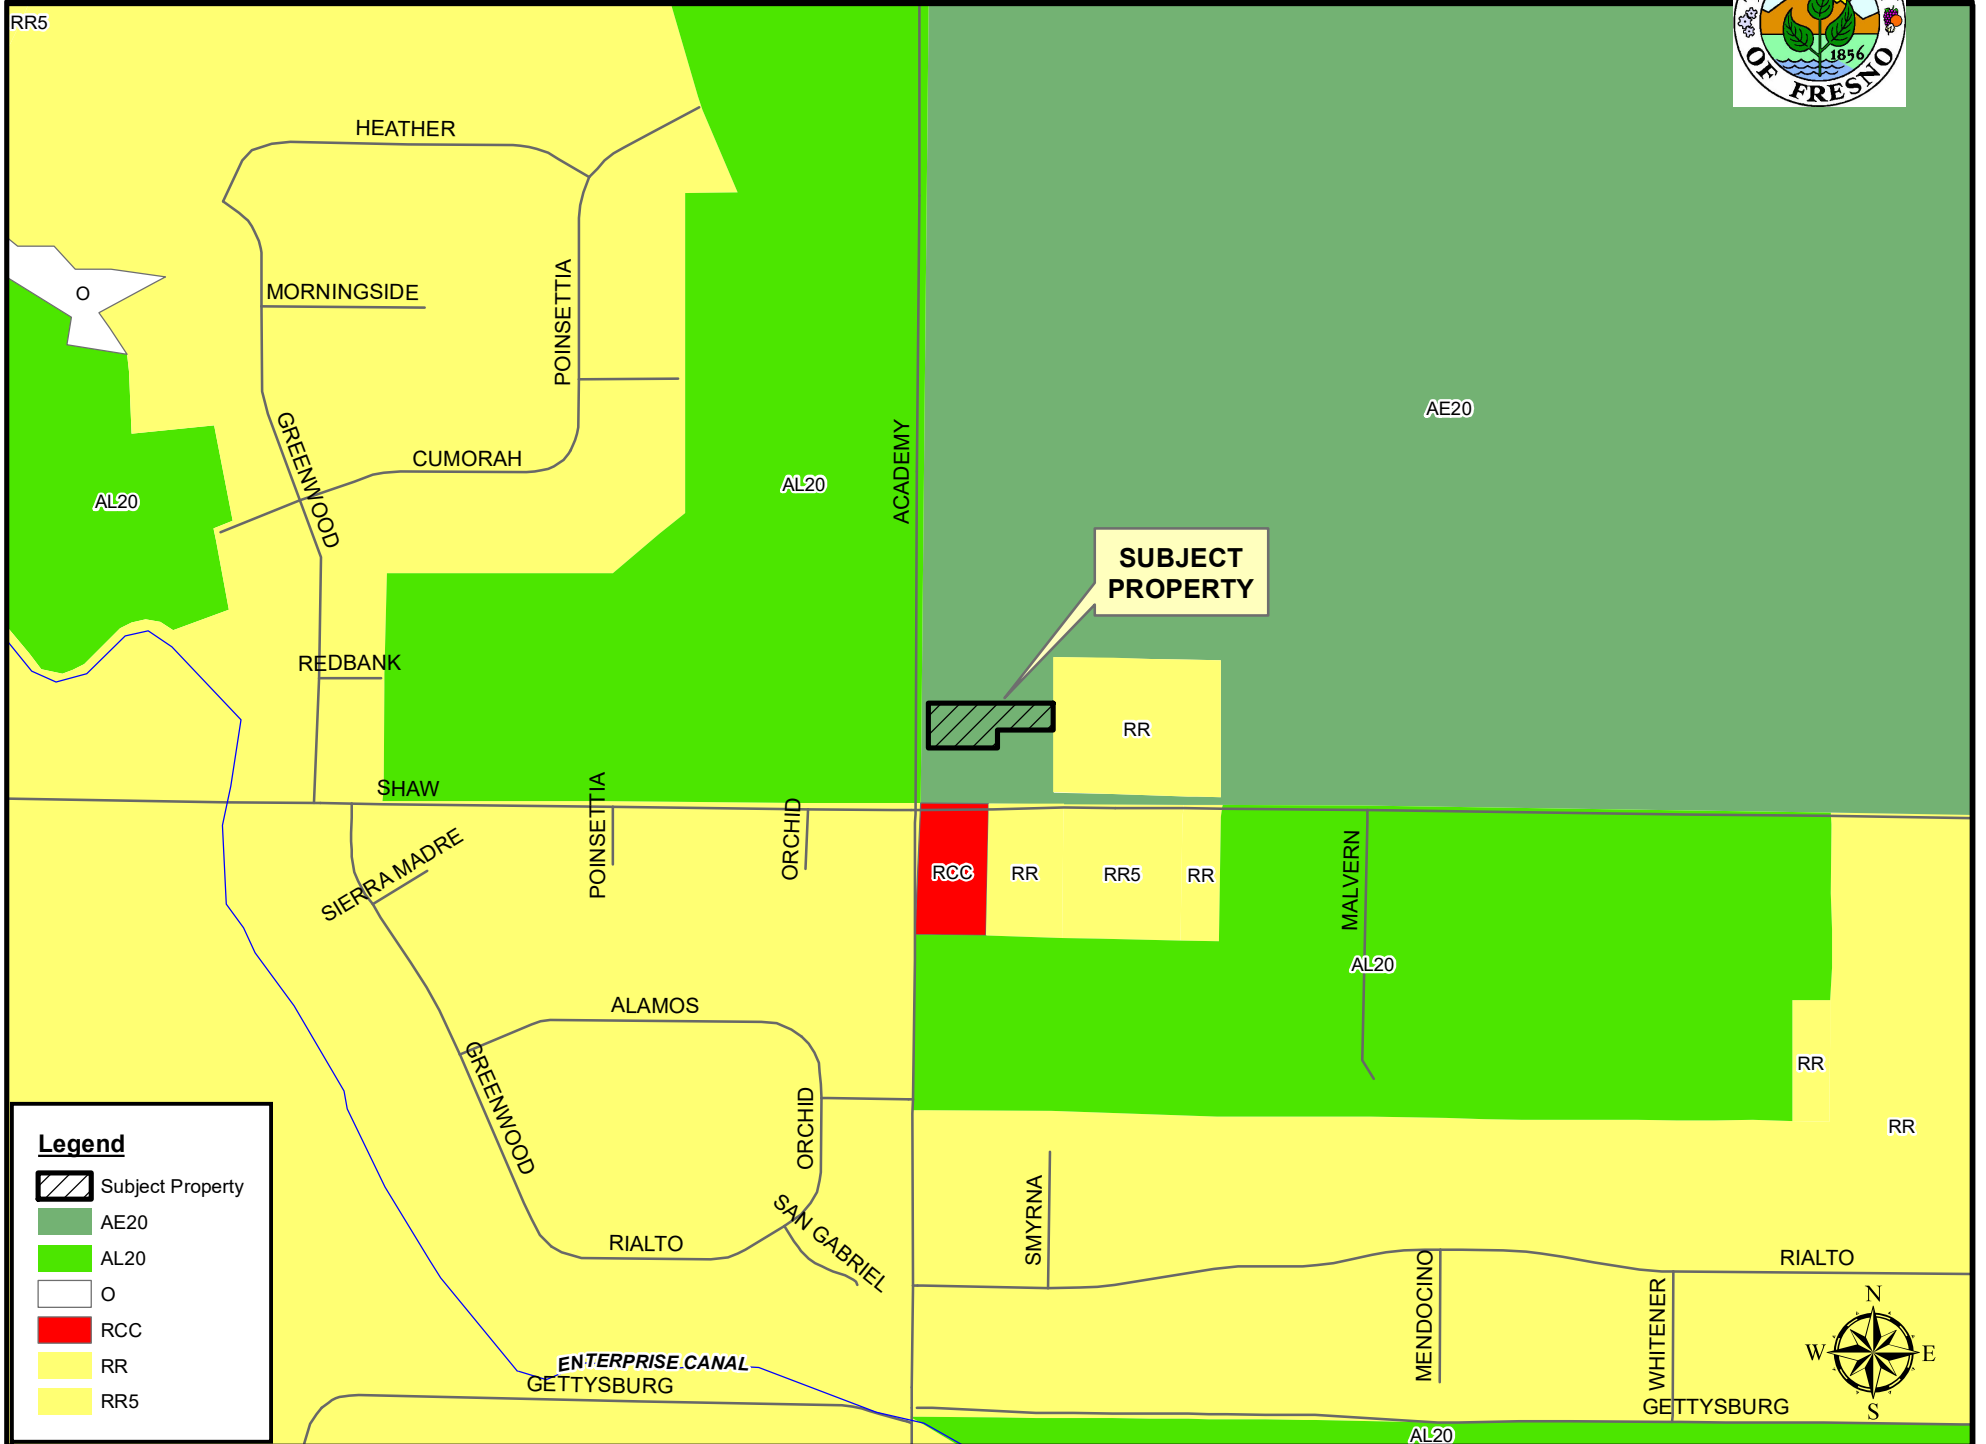 RR5
1856
OF FRESNO
HEATHER
MORNINGSIDE
O
POINSETTIA
GREENWOOD
CUMORAH
AL20
AL20
ACADEMY
AE20
SUBJECT
PROPERTY
REDBANK
RR
SHAW
POINSETTIA
ORCHID
SIERRA MADRE
RCC
RR
RR5
RR
MALVERN
AL20
ALAMOS
GREENWOOD
ORCHID
RR
RR
SMYRNA
SAN GABRIEL
RIALTO
RIALTO
MENDOCINO
WHITENER
ENTERPRISE CANAL
GETTYSBURG
GETTYSBURG
AL20
N
W
E
S
Legend
Subject Property
AE20
AL20
O
RCC
RR
RR5